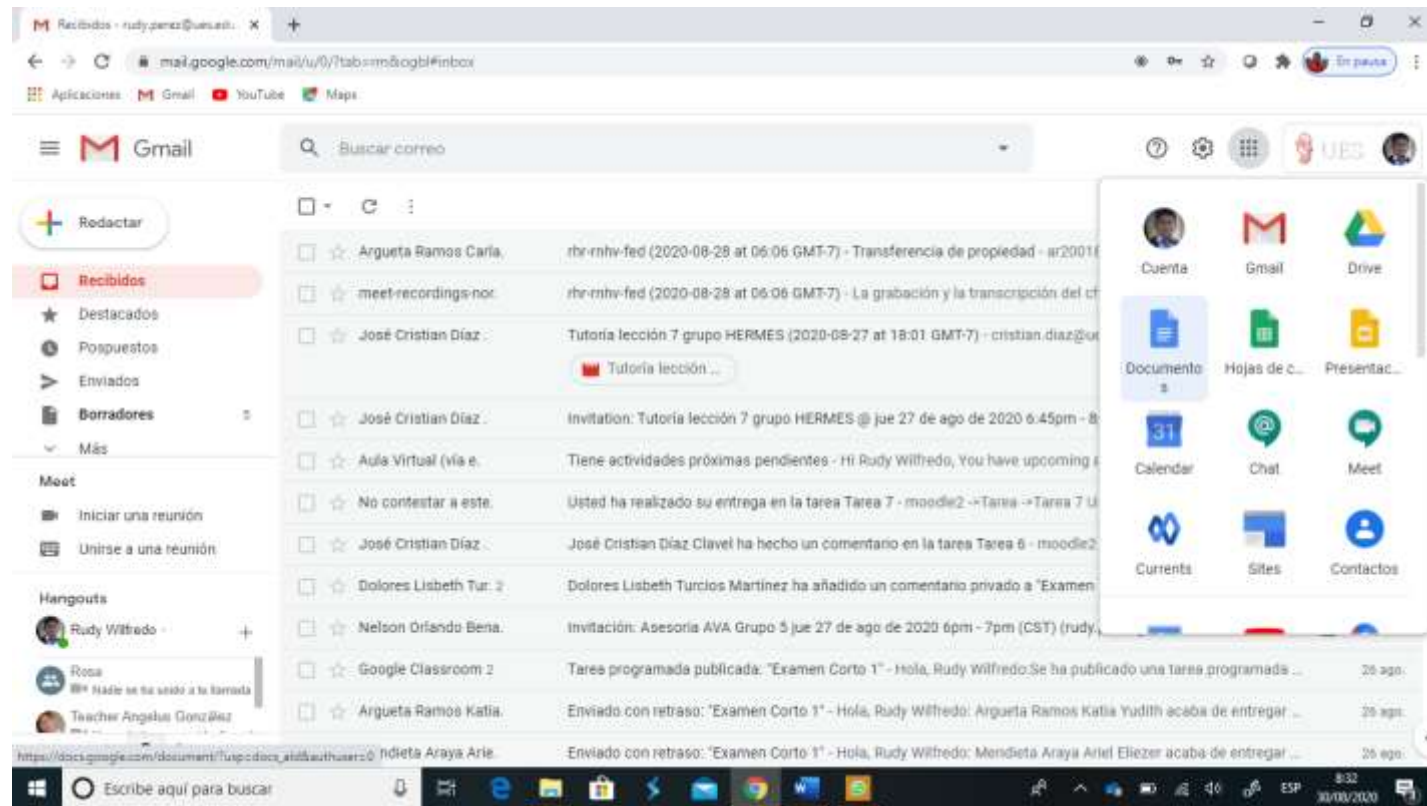 Recibidos - rudy.perez@ues.edu.
mail.google.com/mail/u/0/?tab=rm&ogbl#inbox
En pausa
Aplicaciones Gmail YouTube Maps
Gmail
Buscar correo
UES
Redactar
Recibidos
Destacados
Pospuestos
Enviados
Borradores 5
Más
Meet
Iniciar una reunión
Unirse a una reunión
Hangouts
Rudy Wilfredo
Rosa
Nadie se ha unido a tu llamada
Teacher Angelus González
Argueta Ramos Carla. rhr-rnhv-fed (2020-08-28 at 06:06 GMT-7) - Transferencia de propiedad - ar20018
meet-recordings-nor. rhr-rnhv-fed (2020-08-28 at 06:06 GMT-7) - La grabación y la transcripción del
José Cristian Díaz . Tutoría lección 7 grupo HERMES (2020-08-27 at 18:01 GMT-7) - cristian.diaz@
Tutoría lección ...
José Cristian Díaz . Invitation: Tutoría lección 7 grupo HERMES @ jue 27 de ago de 2020 6:45pm - 8
Aula Virtual (vía e. Tiene actividades próximas pendientes - Hi Rudy Wilfredo, You have upcoming
No contestar a este. Usted ha realizado su entrega en la tarea Tarea 7 - moodle2 ->Tarea ->Tarea 7
José Cristian Díaz . José Cristian Díaz Clavel ha hecho un comentario en la tarea Tarea 6 - moodle2
Dolores Lisbeth Tur. 2 Dolores Lisbeth Turcios Martínez ha añadido un comentario privado a "Examen
Nelson Orlando Bena. Invitación: Asesoria AVA Grupo 5 jue 27 de ago de 2020 6pm - 7pm (CST) (rudy.
Google Classroom 2 Tarea programada publicada: "Examen Corto 1" - Hola, Rudy Wilfredo:Se ha publicado una tarea programada ... 26 ago.
Argueta Ramos Katia. Enviado con retraso: "Examen Corto 1" - Hola, Rudy Wilfredo: Argueta Ramos Katia Yudith acaba de entregar ... 26 ago.
ndieta Araya Arie. Enviado con retraso: "Examen Corto 1" - Hola, Rudy Wilfredo: Mendieta Araya Ariel Eliezer acaba de entregar ... 26 ago.
Cuenta Gmail Drive
Documento
s
Hojas de c... Presentac...
31
Calendar Chat Meet
Currents Sites Contactos
https://docs.google.com/document/?usp=docs_ald&authuser=0
Escribe aquí para buscar
ESP
8:32
30/08/2020